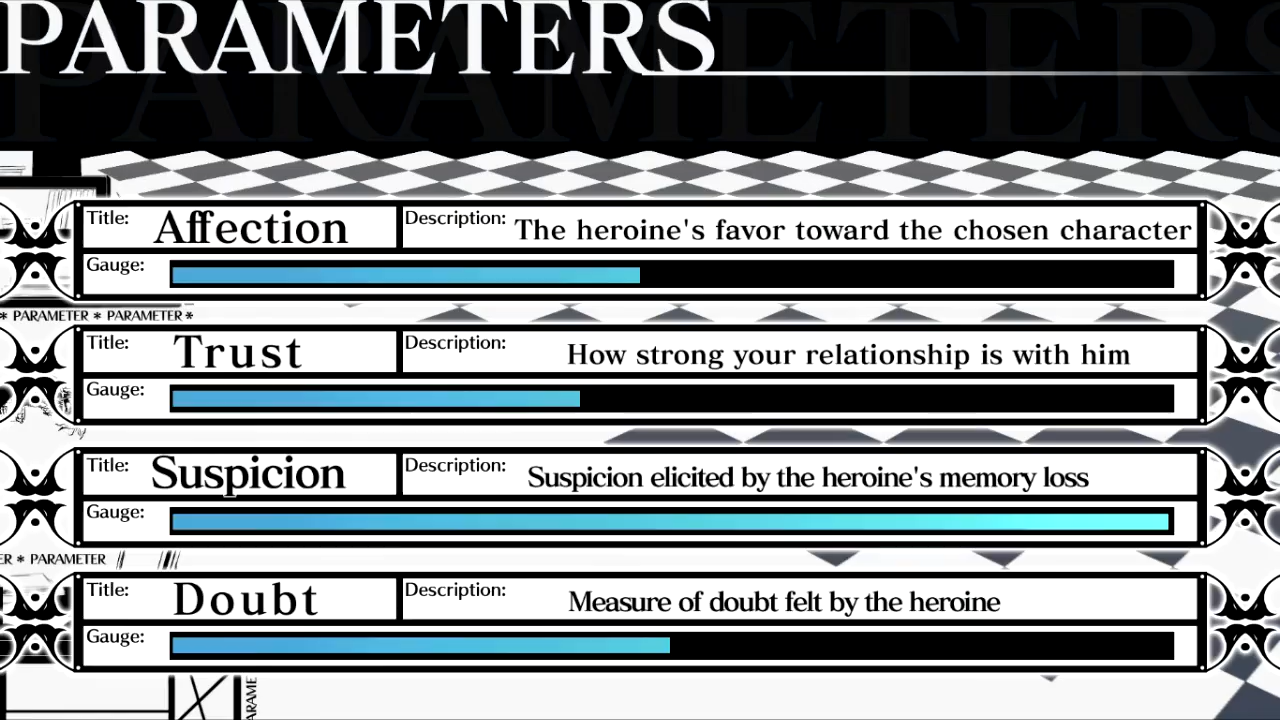 PARAMETERS
PARAMETERS
Title: Affection Description: The heroine's favor toward the chosen character
Gauge:
* PARAMETER * PARAMETER *
Title: Trust Description: How strong your relationship is with him
Gauge:
Title: Suspicion Description: Suspicion elicited by the heroine's memory loss
Gauge:
ER * PARAMETER
Title: Doubt Description: Measure of doubt felt by the heroine
Gauge:
ARAME